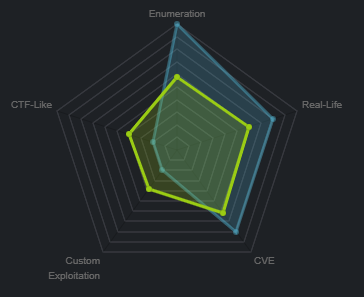 Enumeration
CTF-Like
Real-Life
Custom
Exploitation
CVE